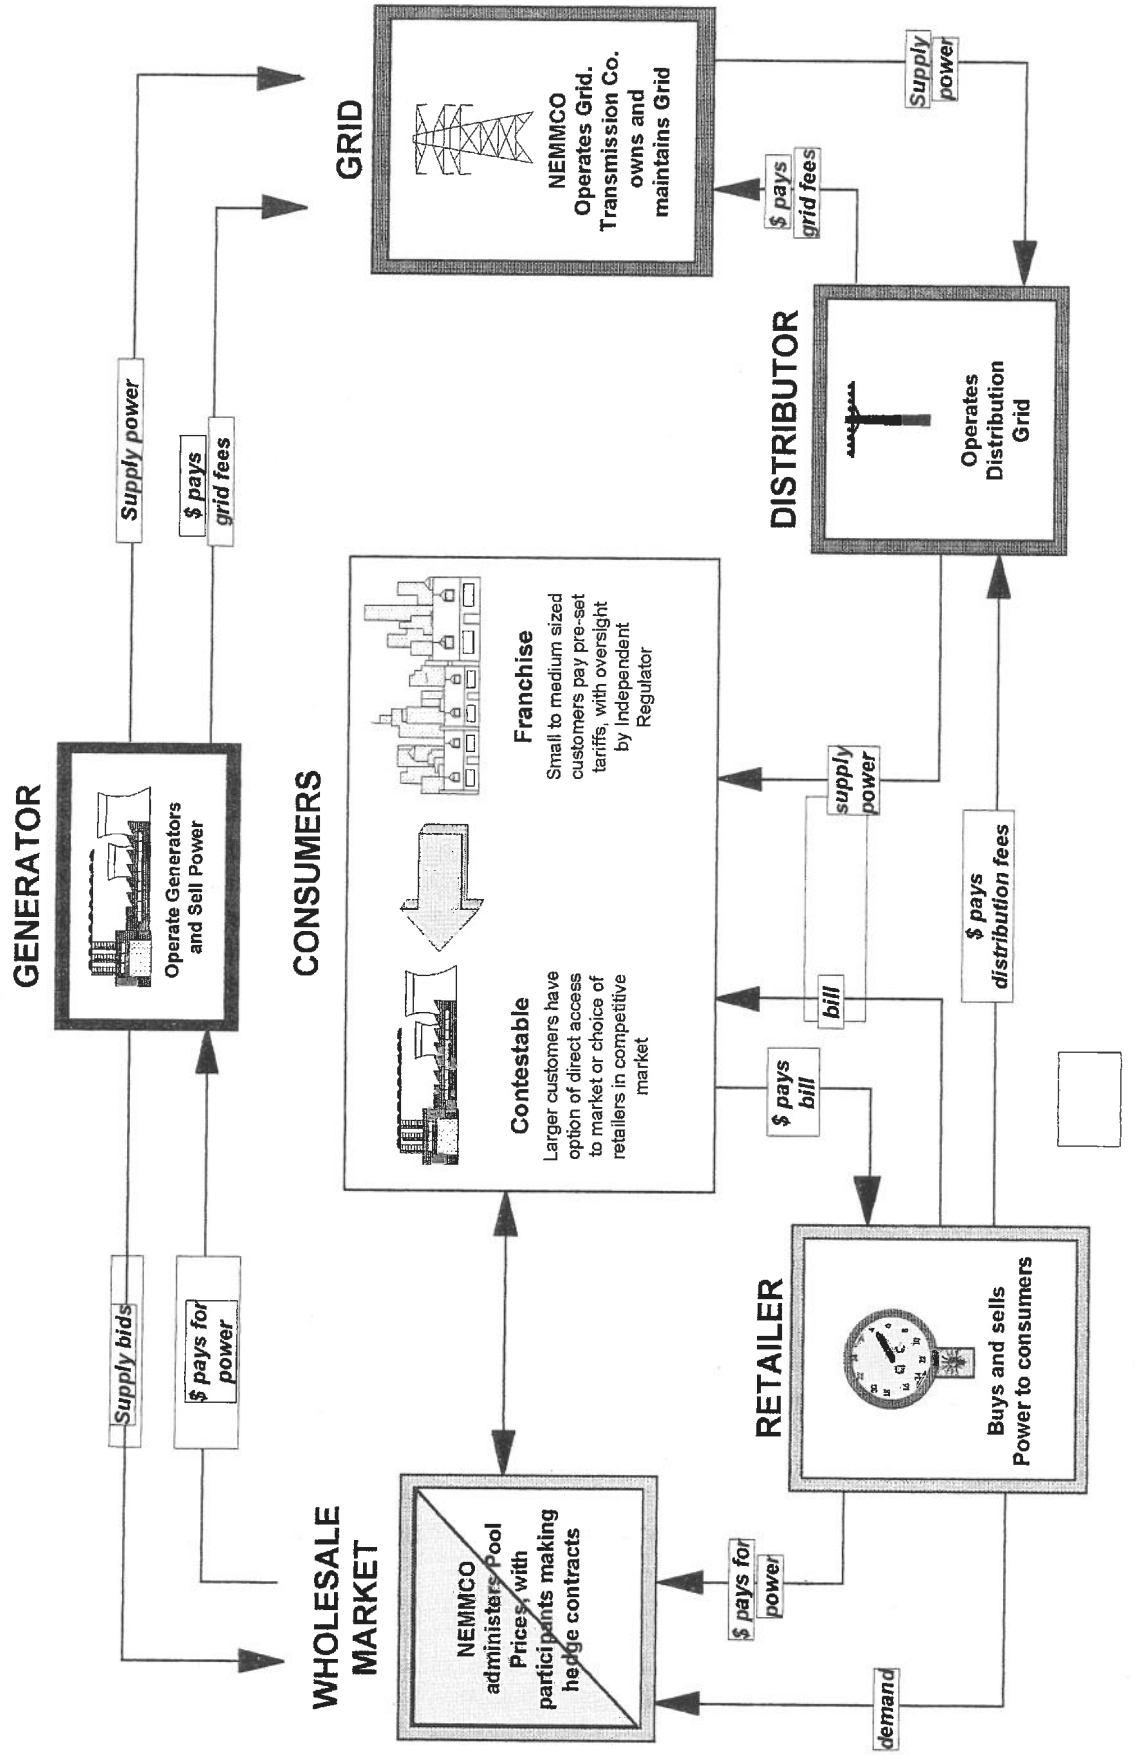 GENERATOR
Operate Generators
and Sell Power
Supply bids
$ pays for
power
Supply power
$ pays
grid fees
WHOLESALE
MARKET
NEMMCO
administers Pool
Prices, with
participants making
hedge contracts
CONSUMERS
Contestable
Larger customers have
option of direct access
to market or choice of
retailers in competitive
market
Franchise
Small to medium sized
customers pay pre-set
tariffs, with oversight
by Independent
Regulator
GRID
NEMMCO
Operates Grid.
Transmission Co.
owns and
maintains Grid
$ pays for
power
demand
RETAILER
Buys and sells
Power to consumers
$ pays
bill
bill
supply
power
$ pays
distribution fees
DISTRIBUTOR
Operates
Distribution
Grid
$ pays
grid fees
Supply
power